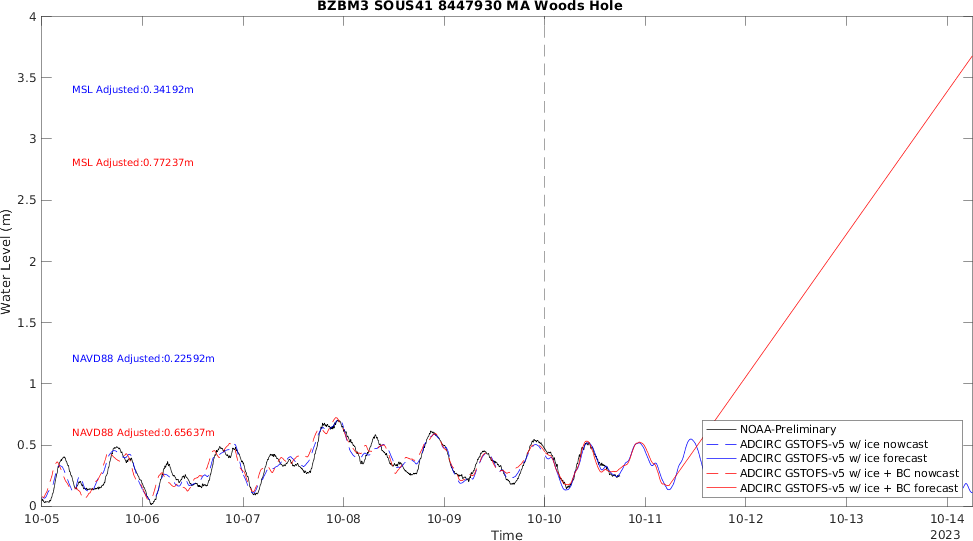 BZBM3 SOUS41 8447930 MA Woods Hole
4
3.5
3
2.5
2
1.5
1
0.5
0
Water Level (m)
MSL Adjusted:0.34192m
MSL Adjusted:0.77237m
NAVD88 Adjusted:0.22592m
NAVD88 Adjusted:0.65637m
NOAA-Preliminary
ADCIRC GSTOFS-v5 w/ ice nowcast
ADCIRC GSTOFS-v5 w/ ice forecast
ADCIRC GSTOFS-v5 w/ ice + BC nowcast
ADCIRC GSTOFS-v5 w/ ice + BC forecast
10-05 10-06 10-07 10-08 10-09 10-10 10-11 10-12 10-13 10-14
2023
Time